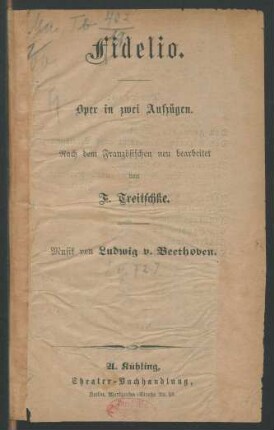 Fidelio.
Oper in zwei Aufzügen.
Nach dem Französischen neu bearbeitet
von
F. Treitschke.
Musik von Ludwig v. Beethoven.
A. Kühling,
Theater-Buchhandlung,
Berlin,